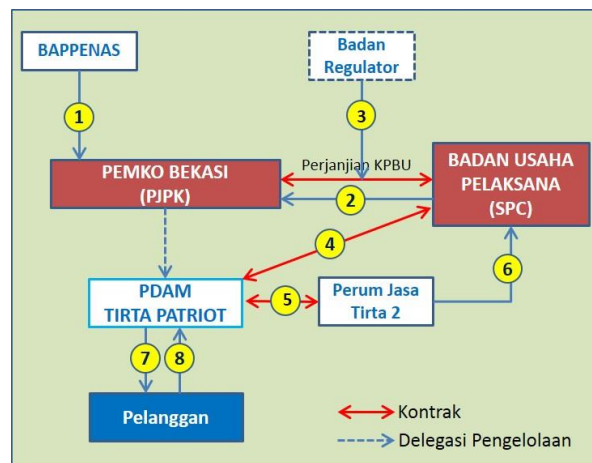 BAPPENAS
Badan
Regulator
1
3
PEMKO BEKASI
(PJPK)
Perjanjian KPBU
2
BADAN USAHA
PELAKSANA
(SPC)
4
6
PDAM
TIRTA PATRIOT
5
Perum Jasa
Tirta 2
7
8
Pelanggan
Kontrak
Delegasi Pengelolaan